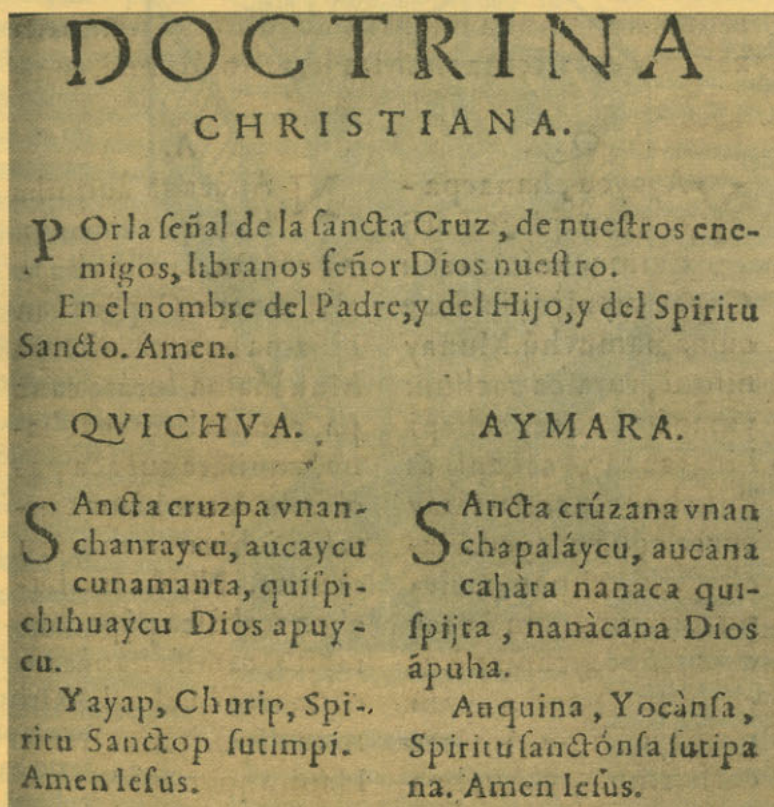 DOCTRINA
CHRISTIANA.
POr la ſeñal de la ſancta Cruz, de nueſtros ene-
migos, libranos ſeñor Dios nueſtro.
En el nombre del Padre, y del Hijo, y del Spiritu
Sancto. Amen.
QVICHVA.
SAncta cruzpa vnan-
chanraycu, aucaycu
cunamanta, quiſpi-
chihuaycu Dios apuy-
cu.
Yayap, Churip, Spi-
ritu Sanctop ſutimpi.
Amen Ieſus.
AYMARA.
SAncta crúzana vnan
chapaláycu, aucana
cahàta nanaca qui-
ſpijta, nanàcana Dios
ápuha.
Auquina, Yocànſa,
Spiritu ſanctónſa ſutipa
na. Amen Ieſus.